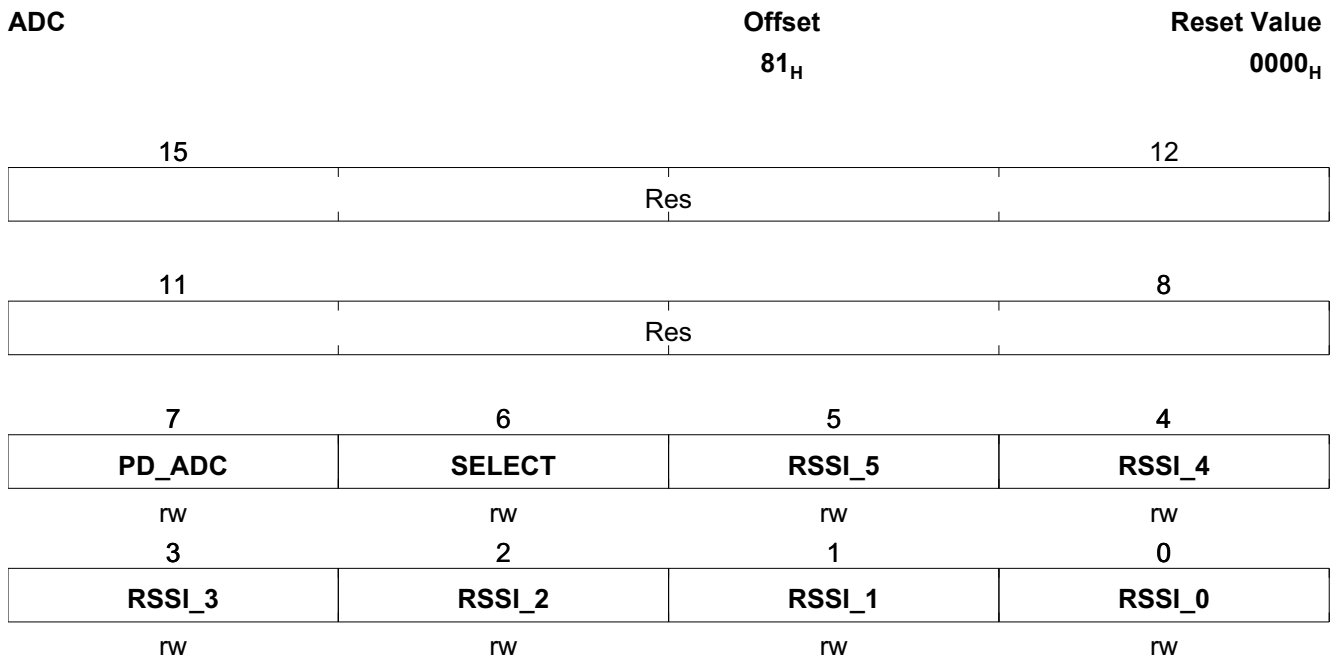 ADC Offset Reset Value
81H 0000H
15 12
Res
11 8
Res
7 6 5 4
PD_ADC SELECT RSSI_5 RSSI_4
rw rw rw rw
3 2 1 0
RSSI_3 RSSI_2 RSSI_1 RSSI_0
rw rw rw rw